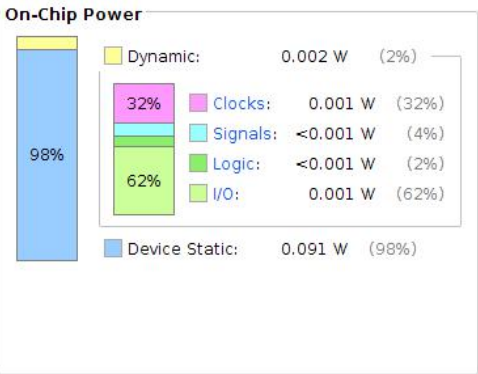 On-Chip Power
Dynamic: 0.002 W (2%)
32% Clocks: 0.001 W (32%)
Signals: <0.001 W (4%)
98% Logic: <0.001 W (2%)
62% I/O: 0.001 W (62%)
Device Static: 0.091 W (98%)